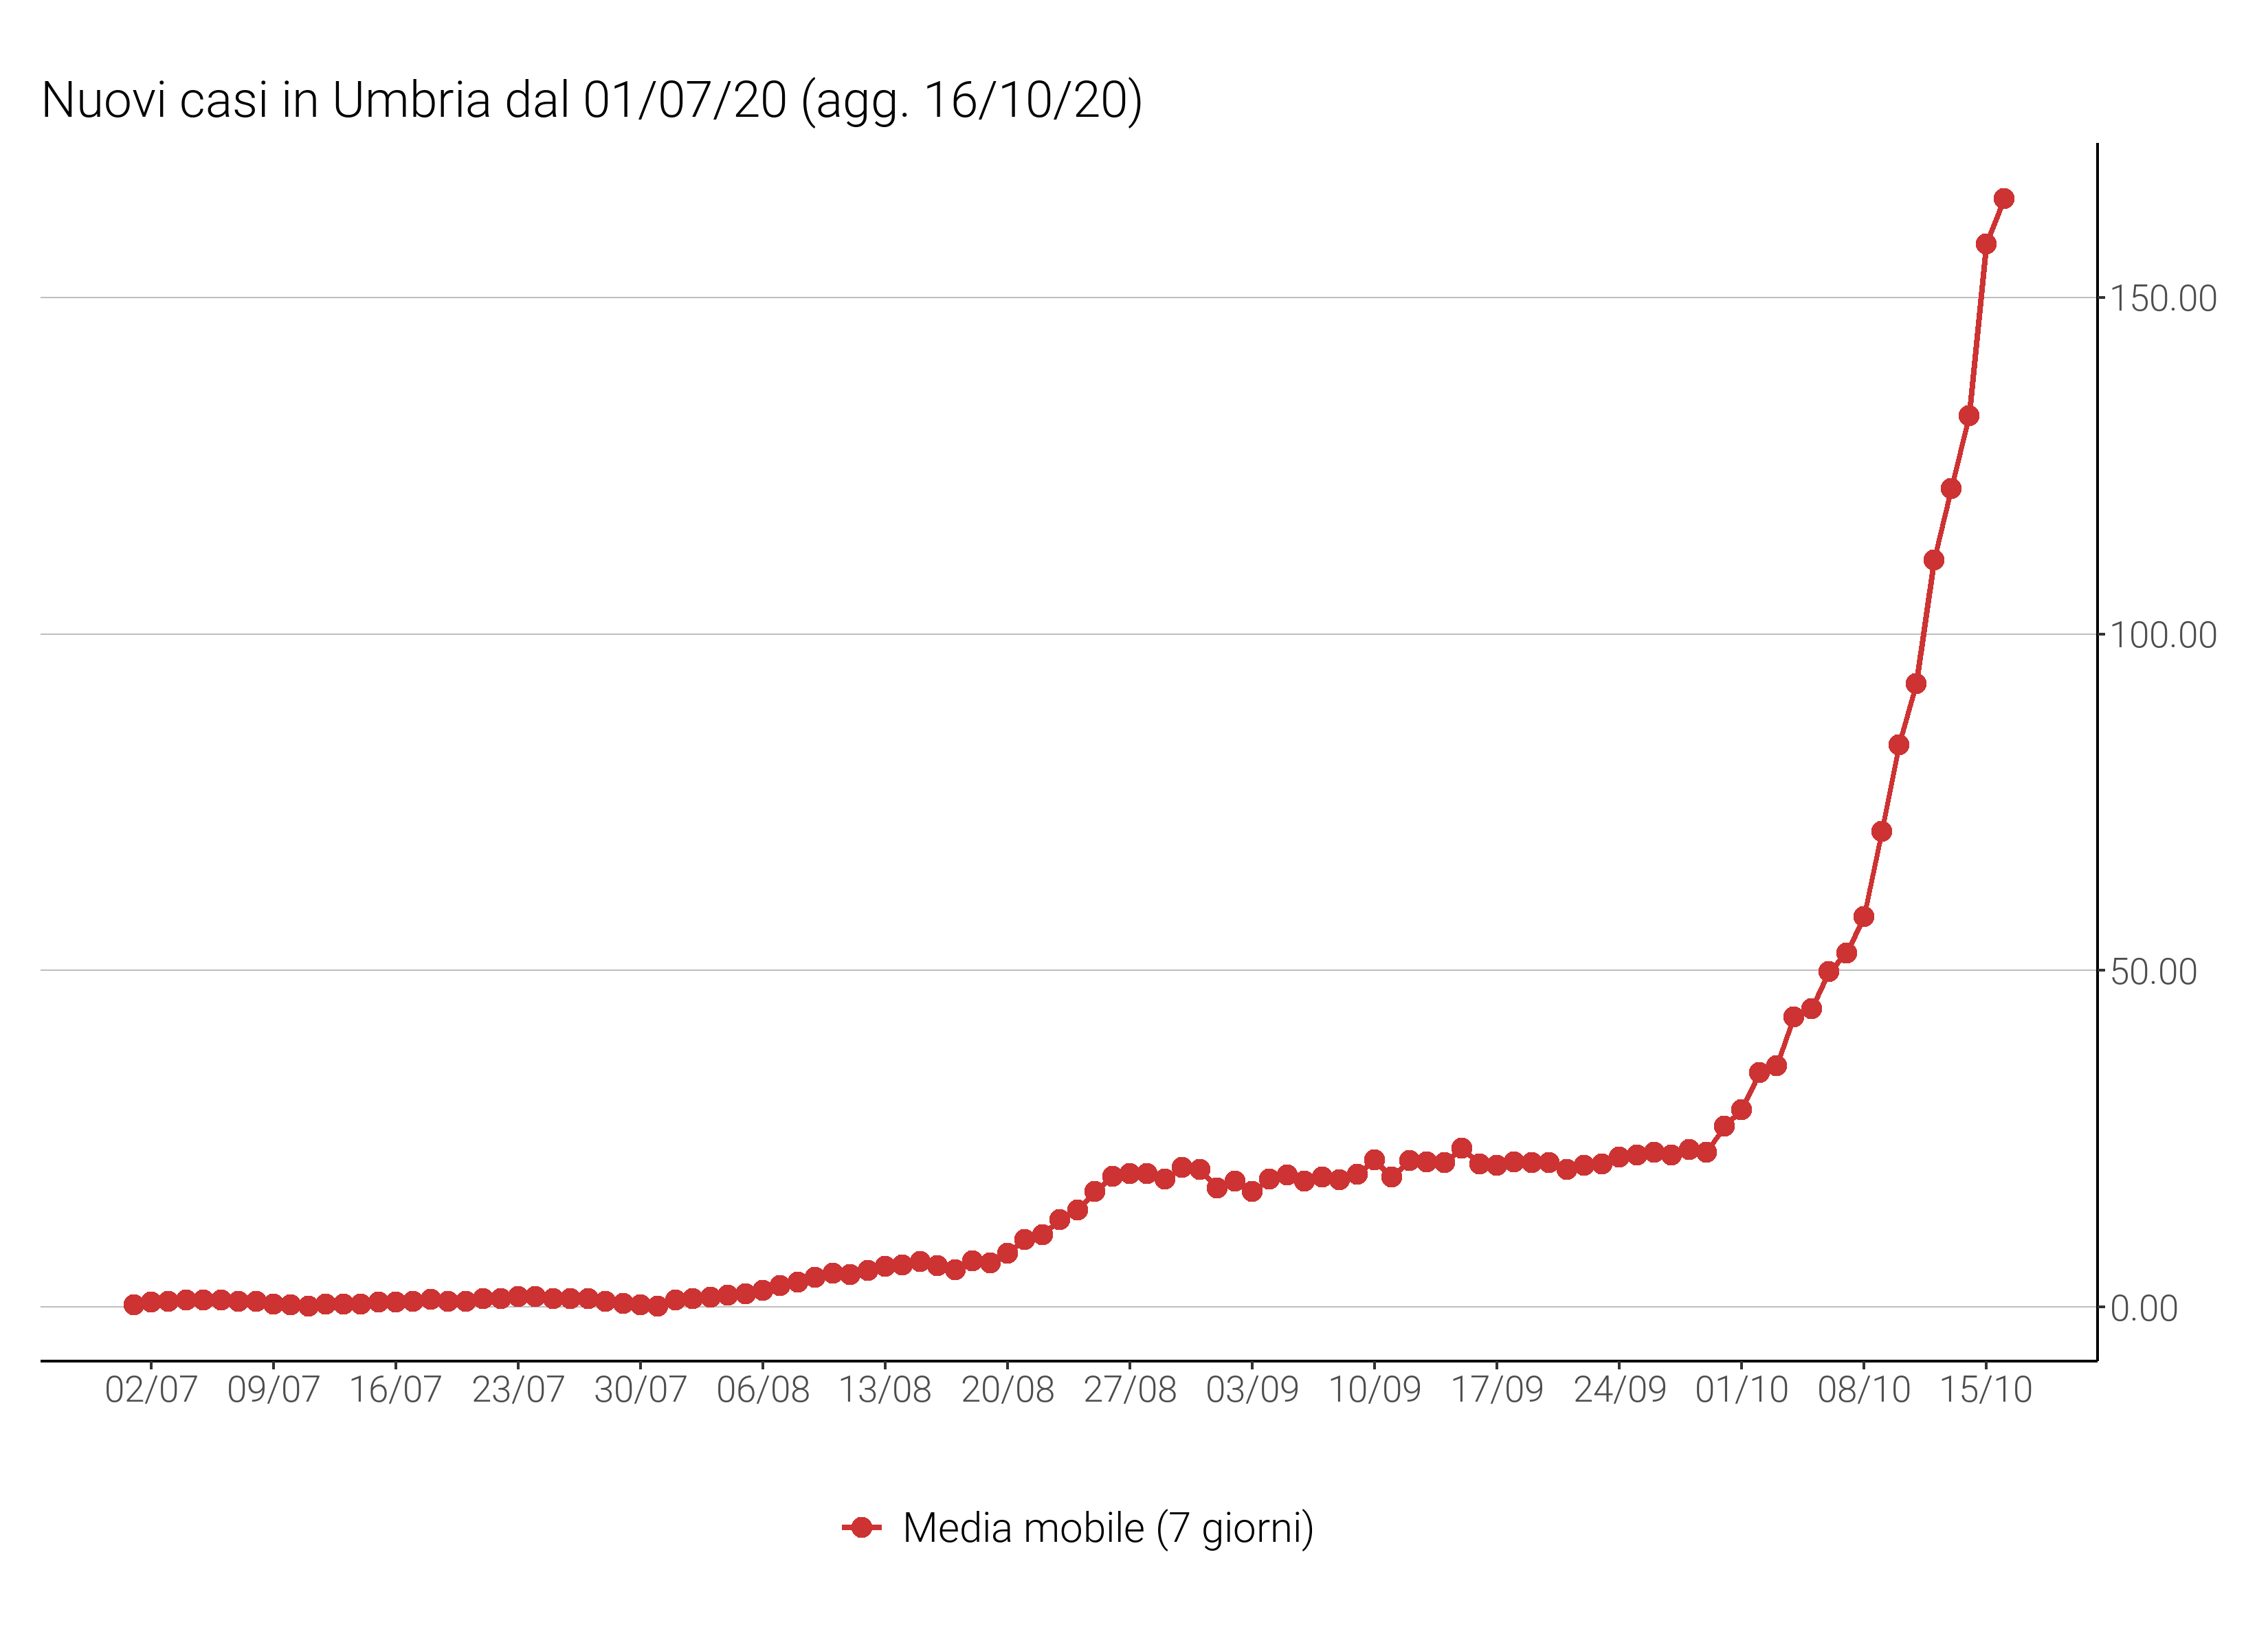 Nuovi casi in Umbria dal 01/07/20 (agg. 16/10/20)
150.00
100.00
50.00
0.00
02/07 09/07 16/07 23/07 30/07 06/08 13/08 20/08 27/08 03/09 10/09 17/09 24/09 01/10 08/10 15/10
Media mobile (7 giorni)